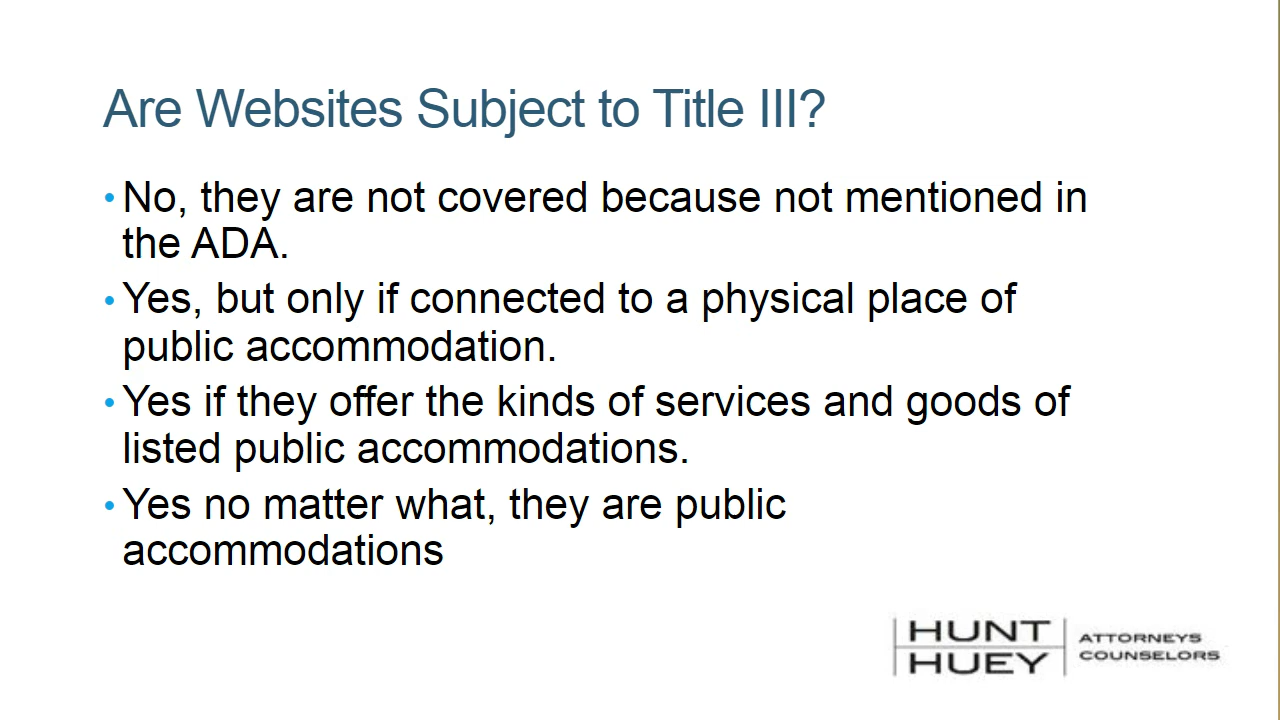 Are Websites Subject to Title III?
• No, they are not covered because not mentioned in
the ADA.
• Yes, but only if connected to a physical place of
public accommodation.
• Yes if they offer the kinds of services and goods of
listed public accommodations.
• Yes no matter what, they are public
accommodations
HUNT
HUEY
ATTORNEYS
COUNSELORS